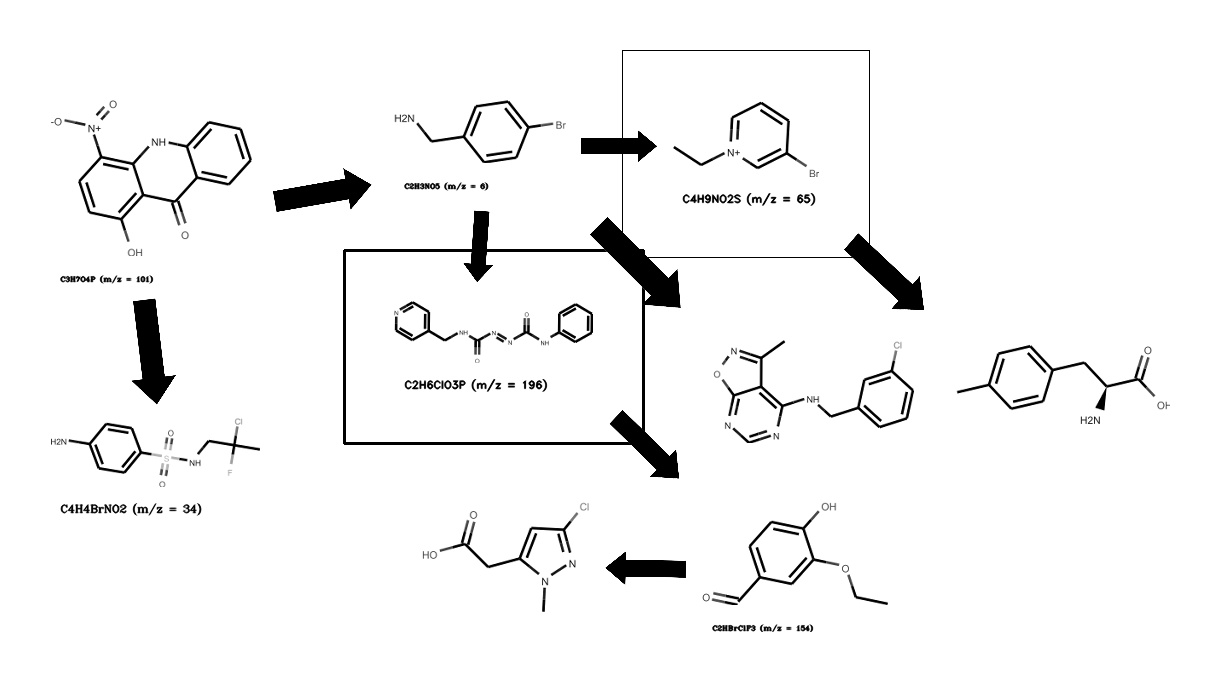 -O N+ O
NH
O
OH
C3H7O4P (m/z = 101)
H2N Br
C2H3NO5 (m/z = 6)
N+ Br
C4H9NO2S (m/z = 65)
N NH O N N O NH
C2H6ClO3P (m/z = 196)
H2N O S O NH Cl F
C4H4BrNO2 (m/z = 34)
N O N N NH Cl
O OH H2N
HO O N N Cl
OH O O
C2HBrClF3 (m/z = 154)